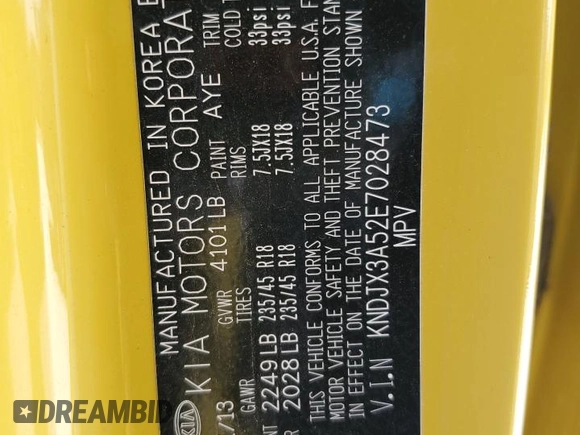 MANUFACTURED IN KOREA
KIA KIA MOTORS CORPORA
/13 GVWR 4101LB PAINT AYE TRIM
GAWR TIRES RIMS COLD
NT 2249LB 235/45 R18 7.5JX18 33psi
R 2028LB 235/45 R18 7.5JX18 33psi
THIS VEHICLE CONFORMS TO ALL APPLICABLE U.S.A. F
MOTOR VEHICLE SAFETY AND THEFT PREVENTION STAN
IN EFFECT ON THE DATE OF MANUFACTURE SHOWN
V.I.N KNDJX3A52E7028473
MPV
DREAMBID